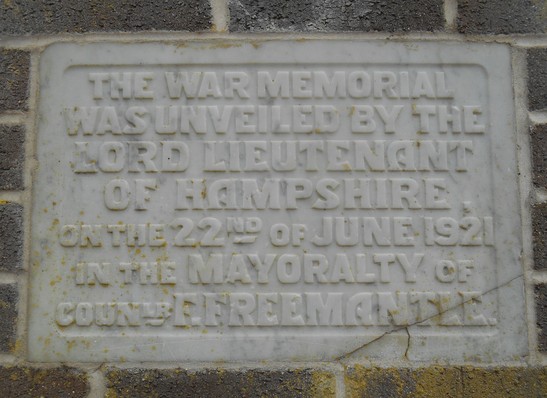 THE WAR MEMORIAL
WAS UNVEILED BY THE
LORD LIEUTENANT
OF HAMPSHIRE,
ON THE 22ND OF JUNE 1921
IN THE MAYORALTY OF
COUNLR F. FREEMANTLE.